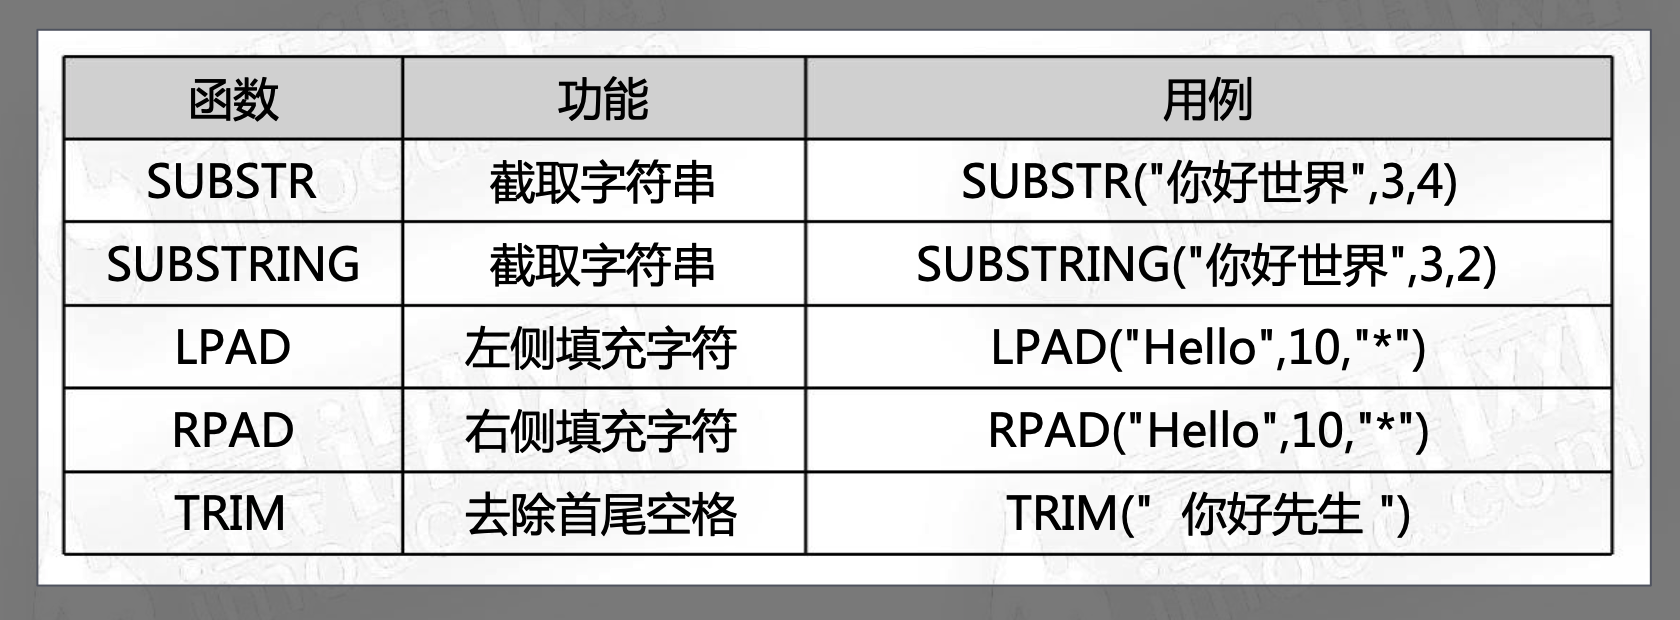 函数 功能 用例
SUBSTR 截取字符串 SUBSTR("你好世界",3,4)
SUBSTRING 截取字符串 SUBSTRING("你好世界",3,2)
LPAD 左侧填充字符 LPAD("Hello",10,"*")
RPAD 右侧填充字符 RPAD("Hello",10,"*")
TRIM 去除首尾空格 TRIM("  你好先生 ")